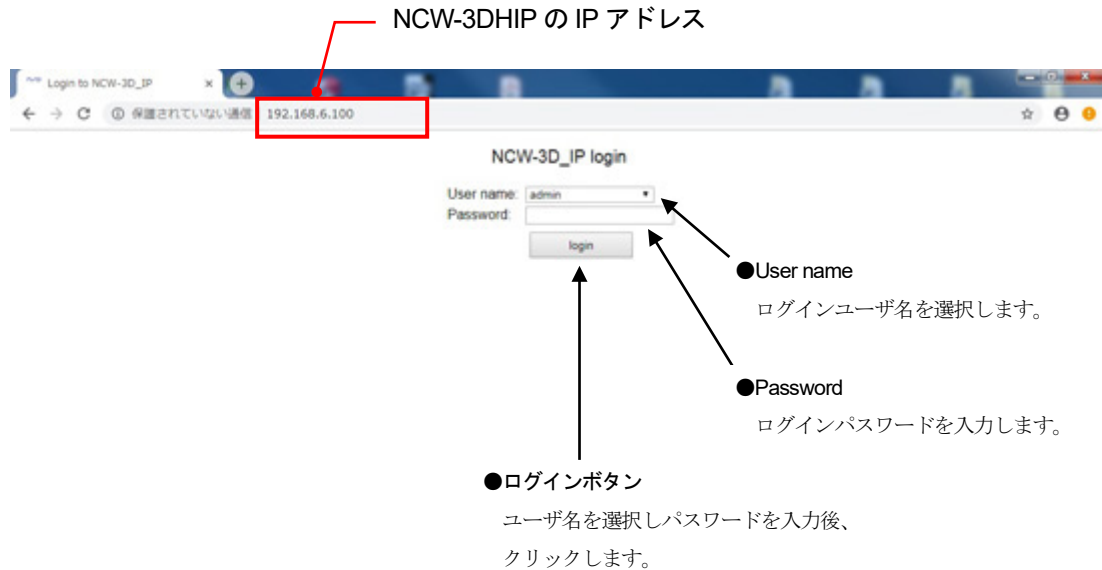 NCW-3DHIP の IP アドレス
Login to NCW-3D_IP
保護されていない通信
192.168.6.100
NCW-3D_IP login
User name: admin
Password:
login
●User name
ログインユーザ名を選択します。
●Password
ログインパスワードを入力します。
●ログインボタン
ユーザ名を選択しパスワードを入力後、
クリックします。